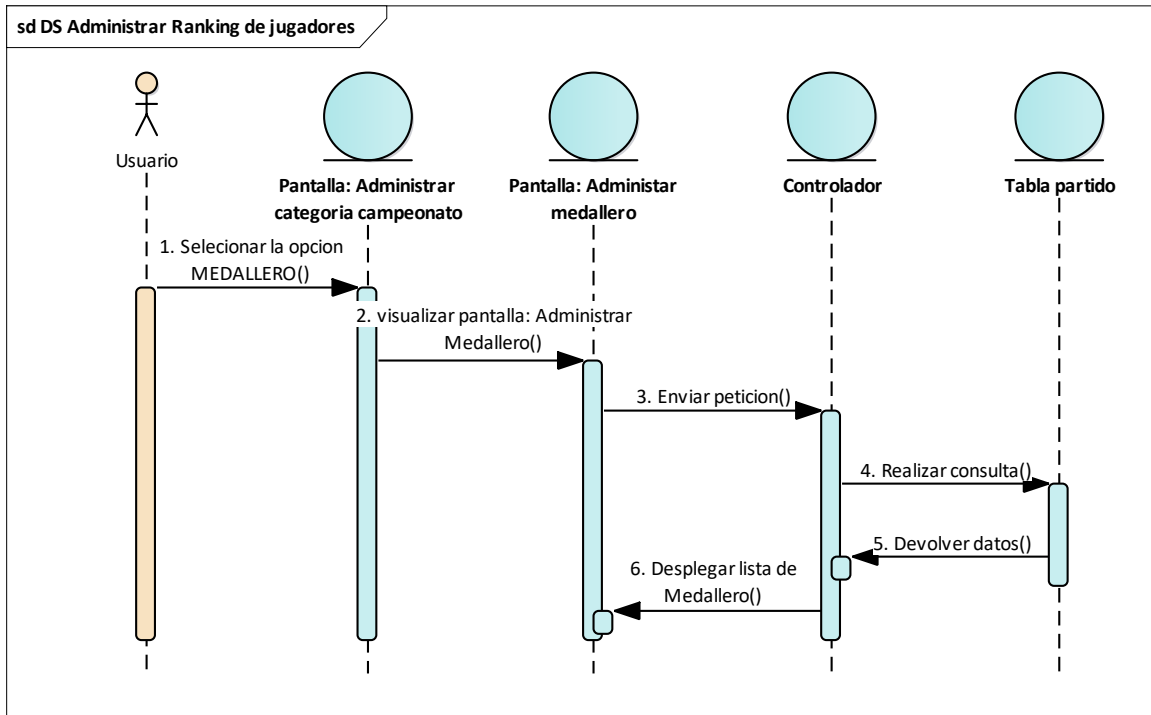 sd DS Administrar Ranking de jugadores
Usuario
Pantalla: Administrar
categoria campeonato
Pantalla: Administar
medallero
Controlador
Tabla partido
1. Selecionar la opcion
MEDALLERO()
2. visualizar pantalla: Administrar
Medallero()
3. Enviar peticion()
4. Realizar consulta()
5. Devolver datos()
6. Desplegar lista de
Medallero()